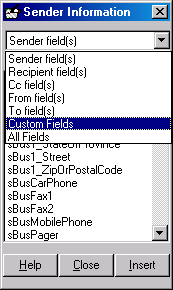 Sender Information
Sender field(s)
Sender field(s)
Recipient field(s)
Cc field(s)
From field(s)
To field(s)
Custom Fields
All Fields
sBus1_StateOrProvince
sBus1_Street
sBus1_ZipOrPostalCode
sBusCarPhone
sBusFax1
sBusFax2
sBusMobilePhone
sBusPager
Help
Close
Insert